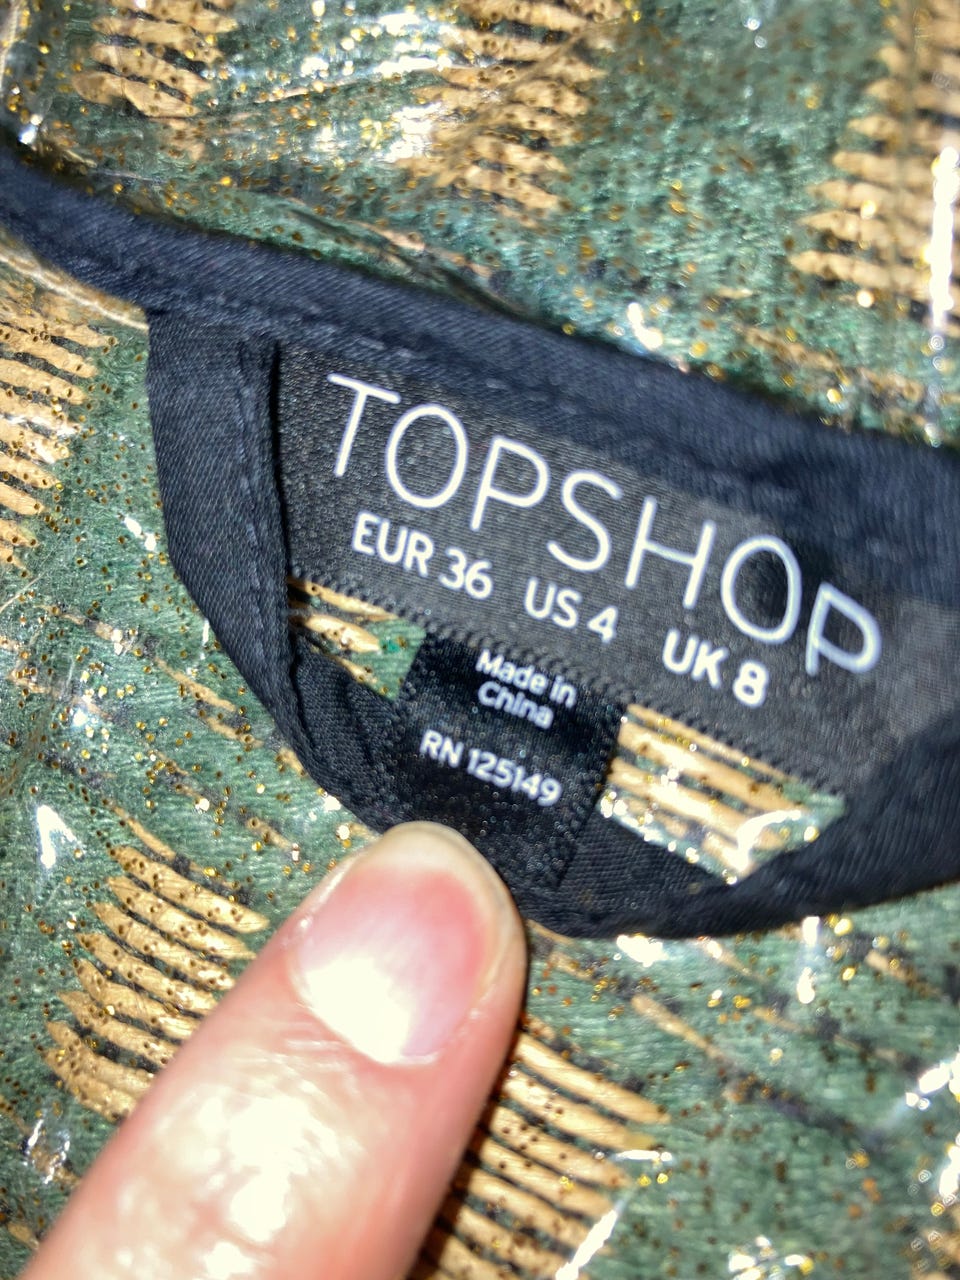 TOPSHOP
EUR 36 US 4 UK 8
Made in
China
RN 125149